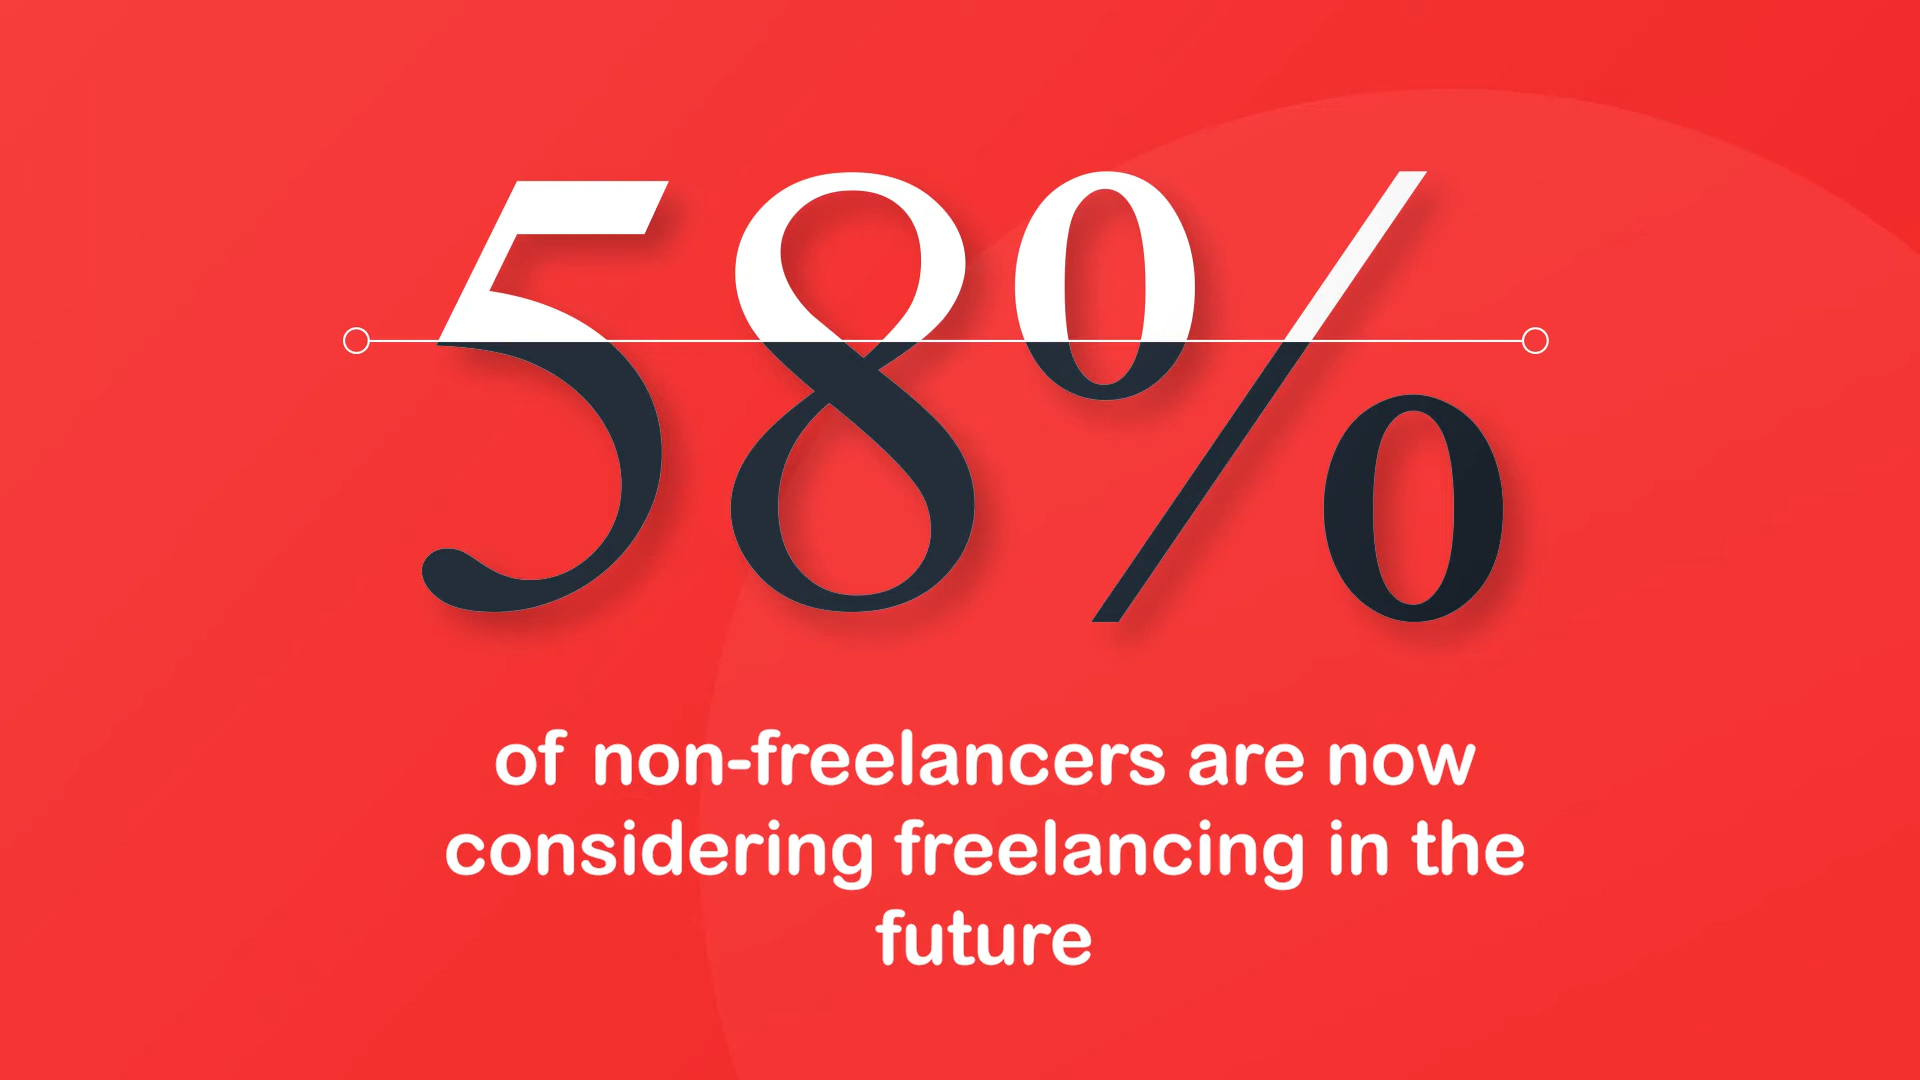 58%
of non-freelancers are now
considering freelancing in the
future